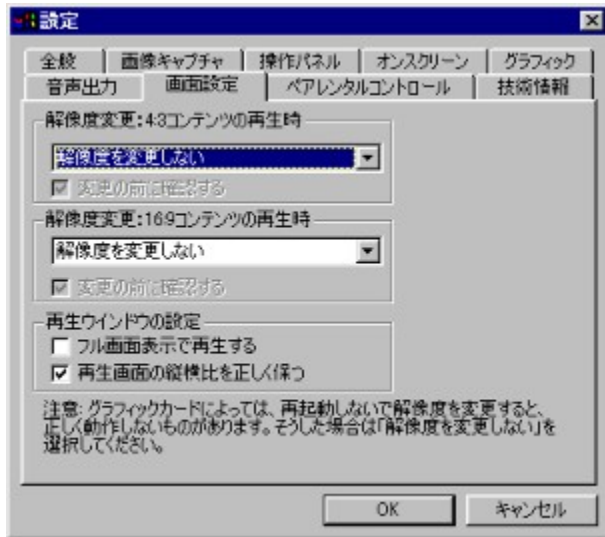 設定
全般 画像キャプチャ 操作パネル オンスクリーン グラフィック
音声出力 画面設定 ペアレンタルコントロール 技術情報
解像度変更:4:3コンテンツの再生時
解像度を変更しない
変更の前に確認する
解像度変更:16:9コンテンツの再生時
解像度を変更しない
変更の前に確認する
再生ウインドウの設定
フル画面表示で再生する
再生画面の縦横比を正しく保つ
注意: グラフィックカードによっては、再起動しないで解像度を変更すると、
正しく動作しないものがあります。そうした場合は「解像度を変更しない」を
選択してください。
OK キャンセル